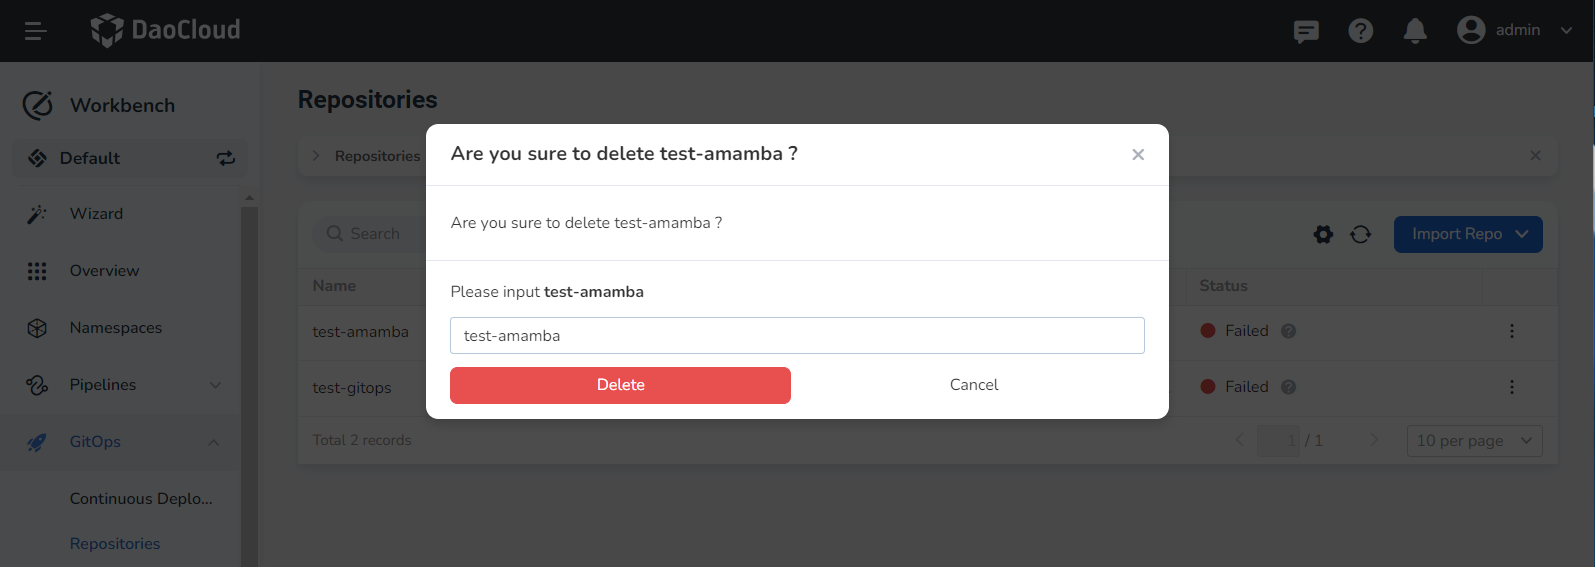 DaoCloud
admin
Workbench
Default
Wizard
Overview
Namespaces
Pipelines
GitOps
Continuous Deplo...
Repositories
Repositories
Repositories
Search
Import Repo
Name
Status
test-amamba
Failed
test-gitops
Failed
Total 2 records
1 / 1
10 per page
Are you sure to delete test-amamba ?
Are you sure to delete test-amamba ?
Please input test-amamba
test-amamba
Delete
Cancel